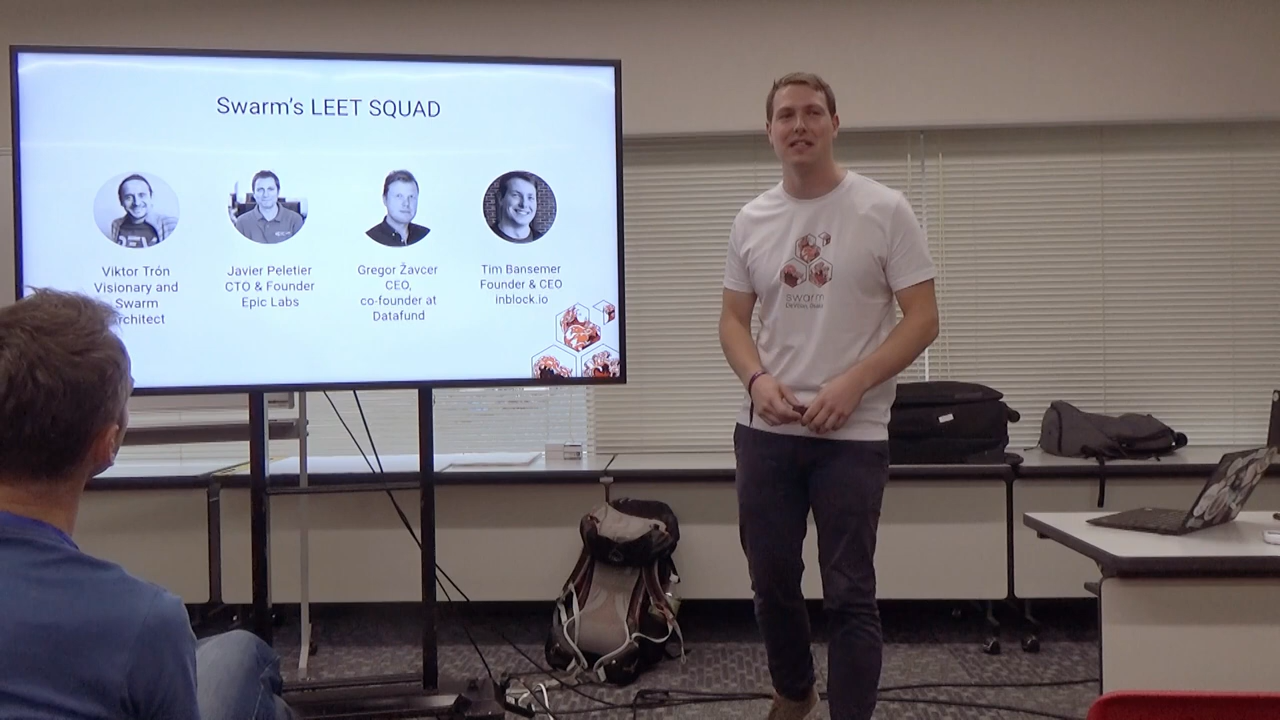 Swarm's LEET SQUAD
Viktor Trón
Visionary and
Swarm
Architect
Javier Peletier
CTO & Founder
Epic Labs
Gregor Žavcer
CEO,
co-founder at
Datafund
Tim Bansemer
Founder & CEO
inblock.io
swarm